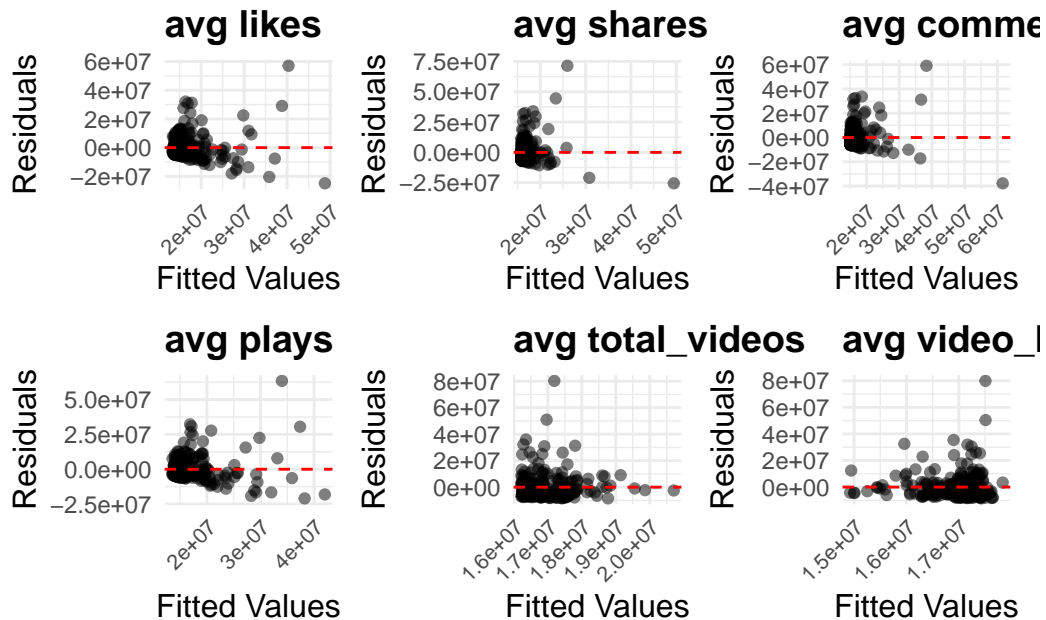 avg likes
Residuals
6e+07
4e+07
2e+07
0e+00
−2e+07
2e+07
3e+07
4e+07
5e+07
Fitted Values
avg shares
Residuals
7.5e+07
5.0e+07
2.5e+07
0.0e+00
−2.5e+07
2e+07
3e+07
4e+07
5e+07
Fitted Values
avg comme
Residuals
6e+07
4e+07
2e+07
0e+00
−2e+07
−4e+07
2e+07
3e+07
4e+07
5e+07
6e+07
Fitted Values
avg plays
Residuals
5.0e+07
2.5e+07
0.0e+00
−2.5e+07
2e+07
3e+07
4e+07
Fitted Values
avg total_videos
Residuals
8e+07
6e+07
4e+07
2e+07
0e+00
1.6e+07
1.7e+07
1.8e+07
1.9e+07
2.0e+07
Fitted Values
avg video_l
Residuals
8e+07
6e+07
4e+07
2e+07
0e+00
1.5e+07
1.6e+07
1.7e+07
Fitted Values